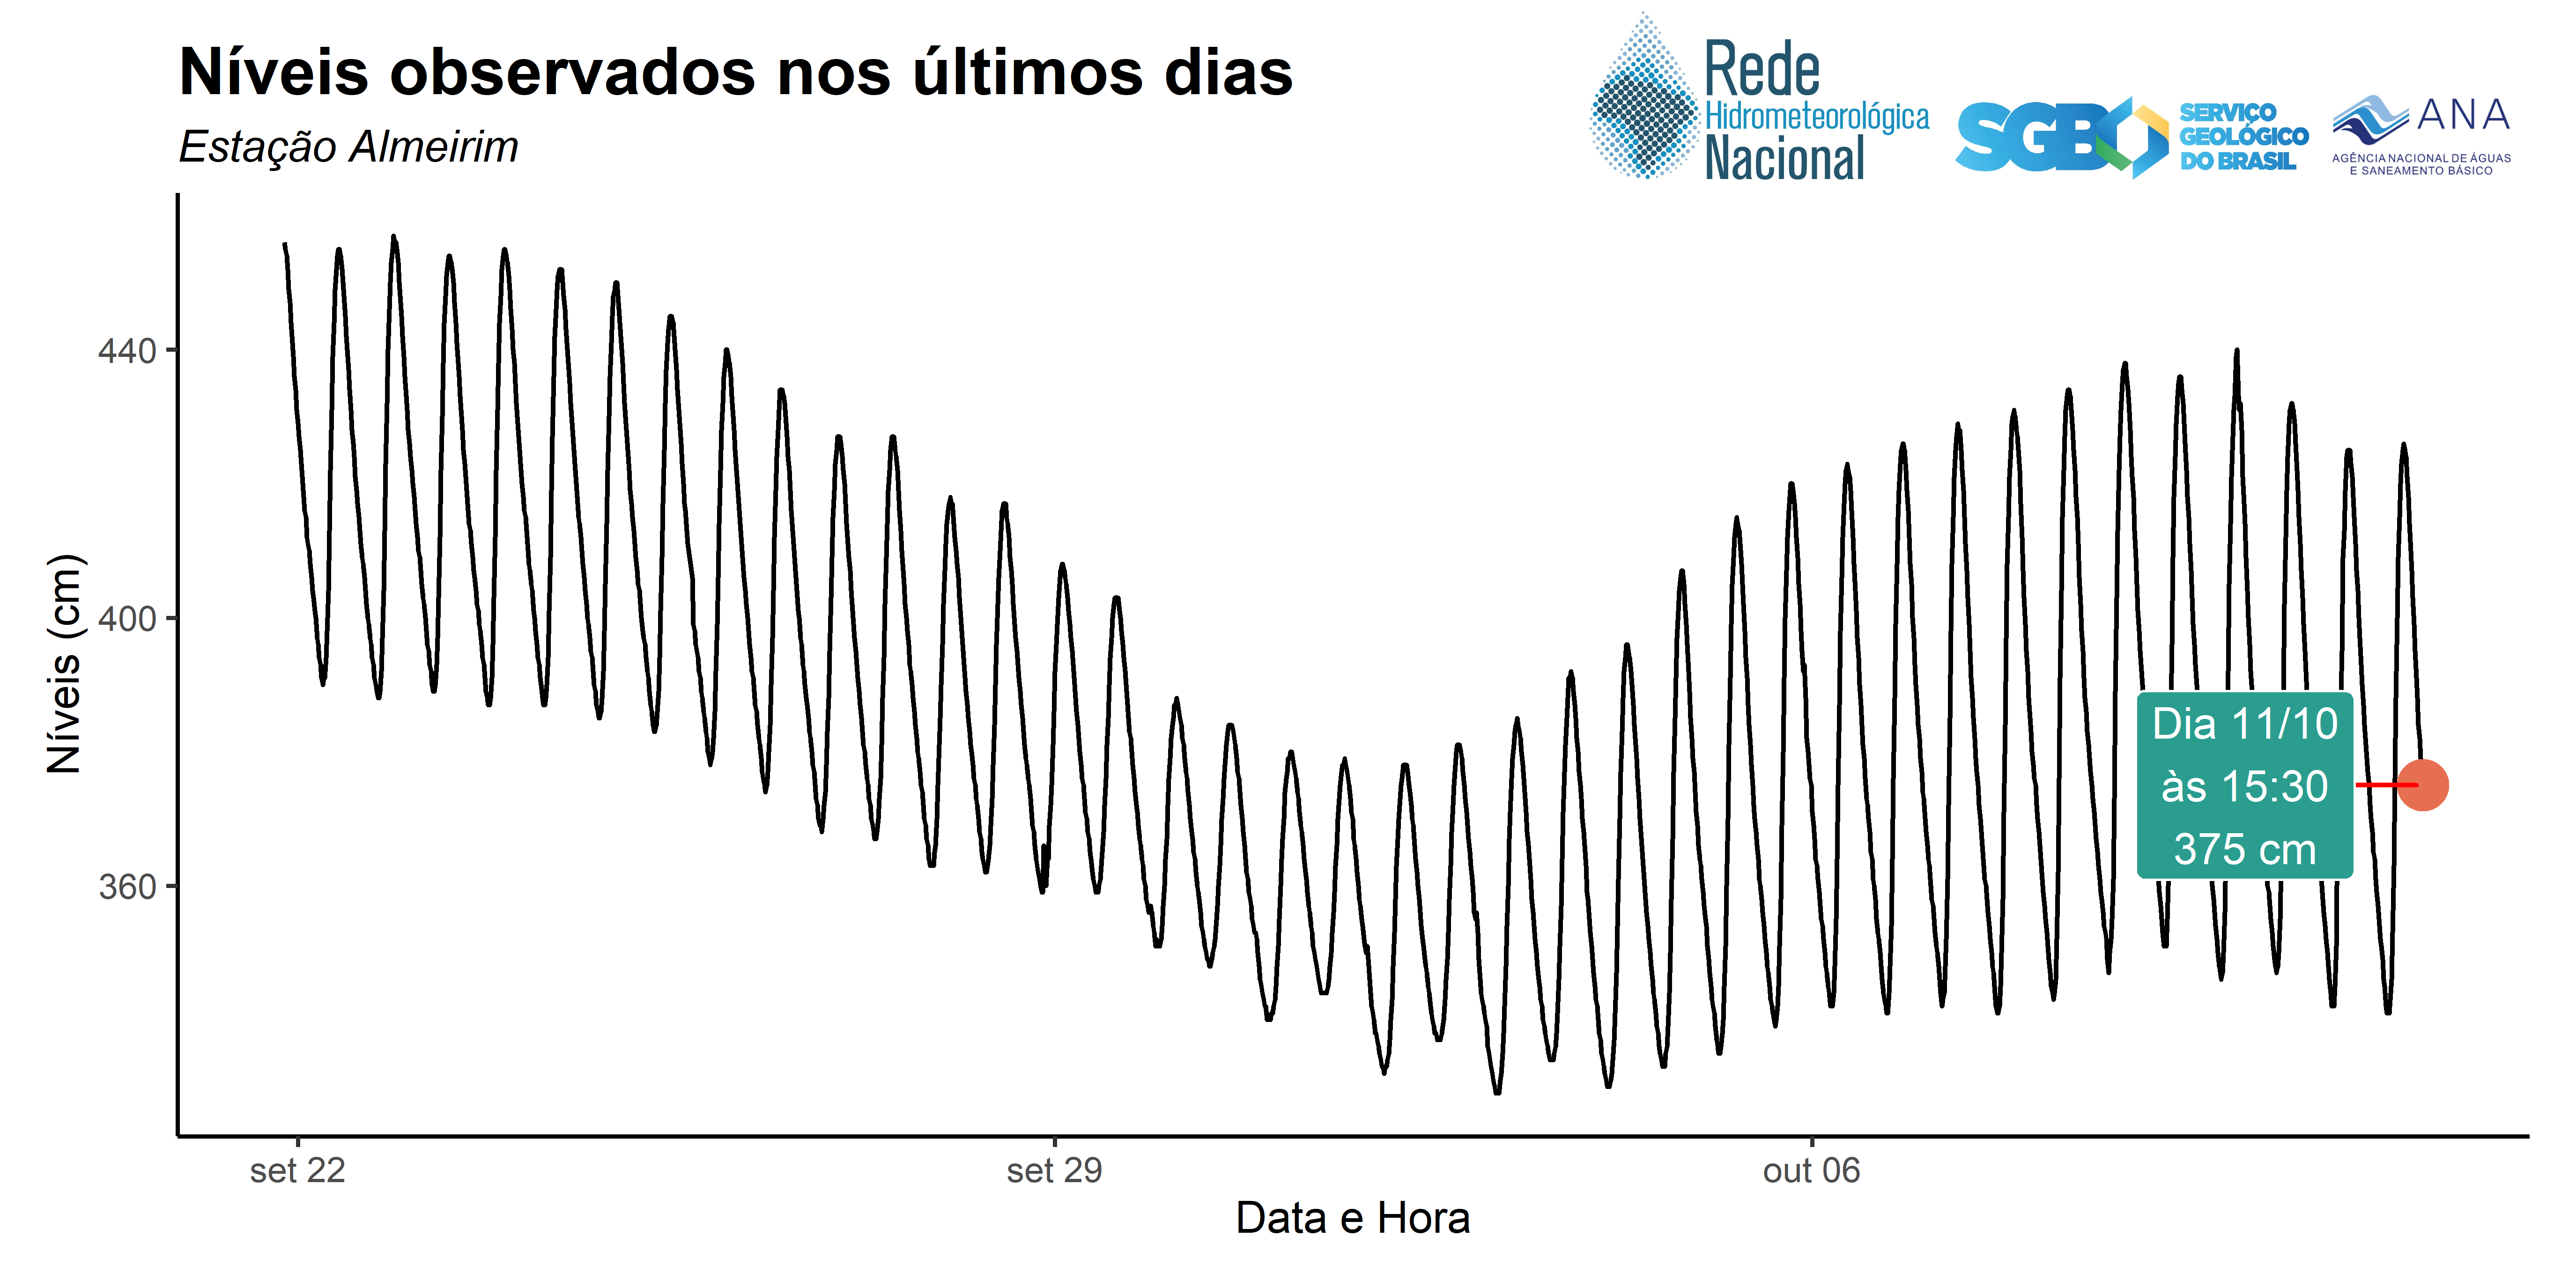 Níveis observados nos últimos dias
Estação Almeirim
Rede
Hidrometeorológica
Nacional
SGB
SERVIÇO
GEOLÓGICO
DO BRASIL
ANA
AGÊNCIA NACIONAL DE ÁGUAS
E SANEAMENTO BÁSICO
Níveis (cm)
440
400
360
Dia 11/10
às 15:30
375 cm
set 22
set 29
out 06
Data e Hora